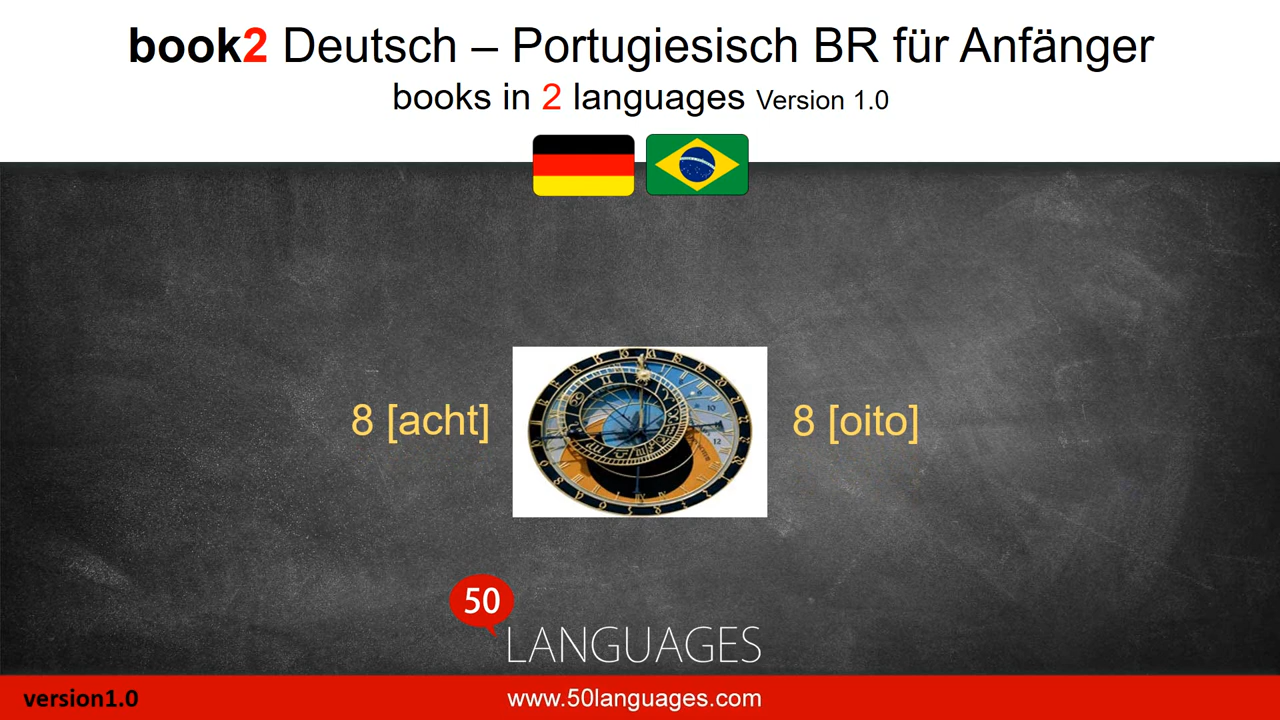 book2 Deutsch – Portugiesisch BR für Anfänger
books in 2 languages Version 1.0
8 [acht]
8 [oito]
50
LANGUAGES
version1.0
www.50languages.com